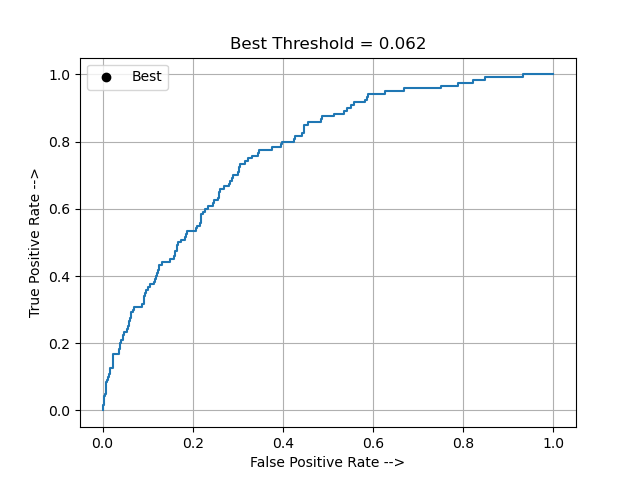 Best Threshold = 0.062
Best
True Positive Rate -->
1.0
0.8
0.6
0.4
0.2
0.0
0.0 0.2 0.4 0.6 0.8 1.0
False Positive Rate -->